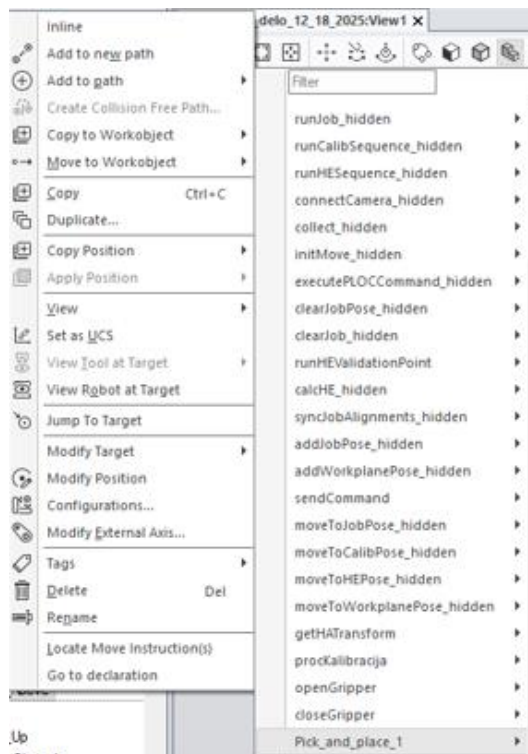 Inline
Add to new path
Add to path
Create Collision Free Path...
Copy to Workobject
Move to Workobject
Copy Ctrl+C
Duplicate...
Copy Position
Apply Position
View
Set as UCS
View Tool at Target
View Robot at Target
Jump To Target
Modify Target
Modify Position
Configurations...
Modify External Axis...
Tags
Delete Del
Rename
Locate Move Instruction(s)
Go to declaration
_Up
delo_12_18_2025:View1 X
Filter
runJob_hidden
runCalibSequence_hidden
runHESequence_hidden
connectCamera_hidden
collect_hidden
initMove_hidden
executePLOCCommand_hidden
clearJobPose_hidden
clearJob_hidden
runHEValidationPoint
calcHE_hidden
syncJobAlignments_hidden
addJobPose_hidden
addWorkplanePose_hidden
sendCommand
moveToJobPose_hidden
moveToCalibPose_hidden
moveToHEPose_hidden
moveToWorkplanePose_hidden
getHATransform
procKalibracija
openGripper
closeGripper
Pick_and_place_1